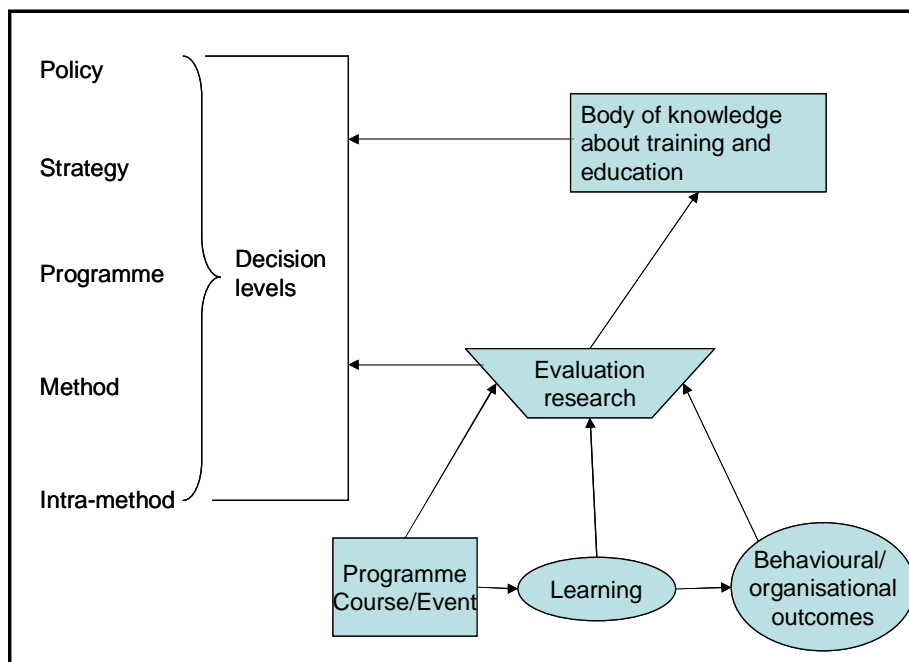 Policy
Strategy
Programme
Method
Intra-method
Decision
levels
Body of knowledge
about training and
education
Evaluation
research
Programme
Course/Event
Learning
Behavioural/
organisational
outcomes